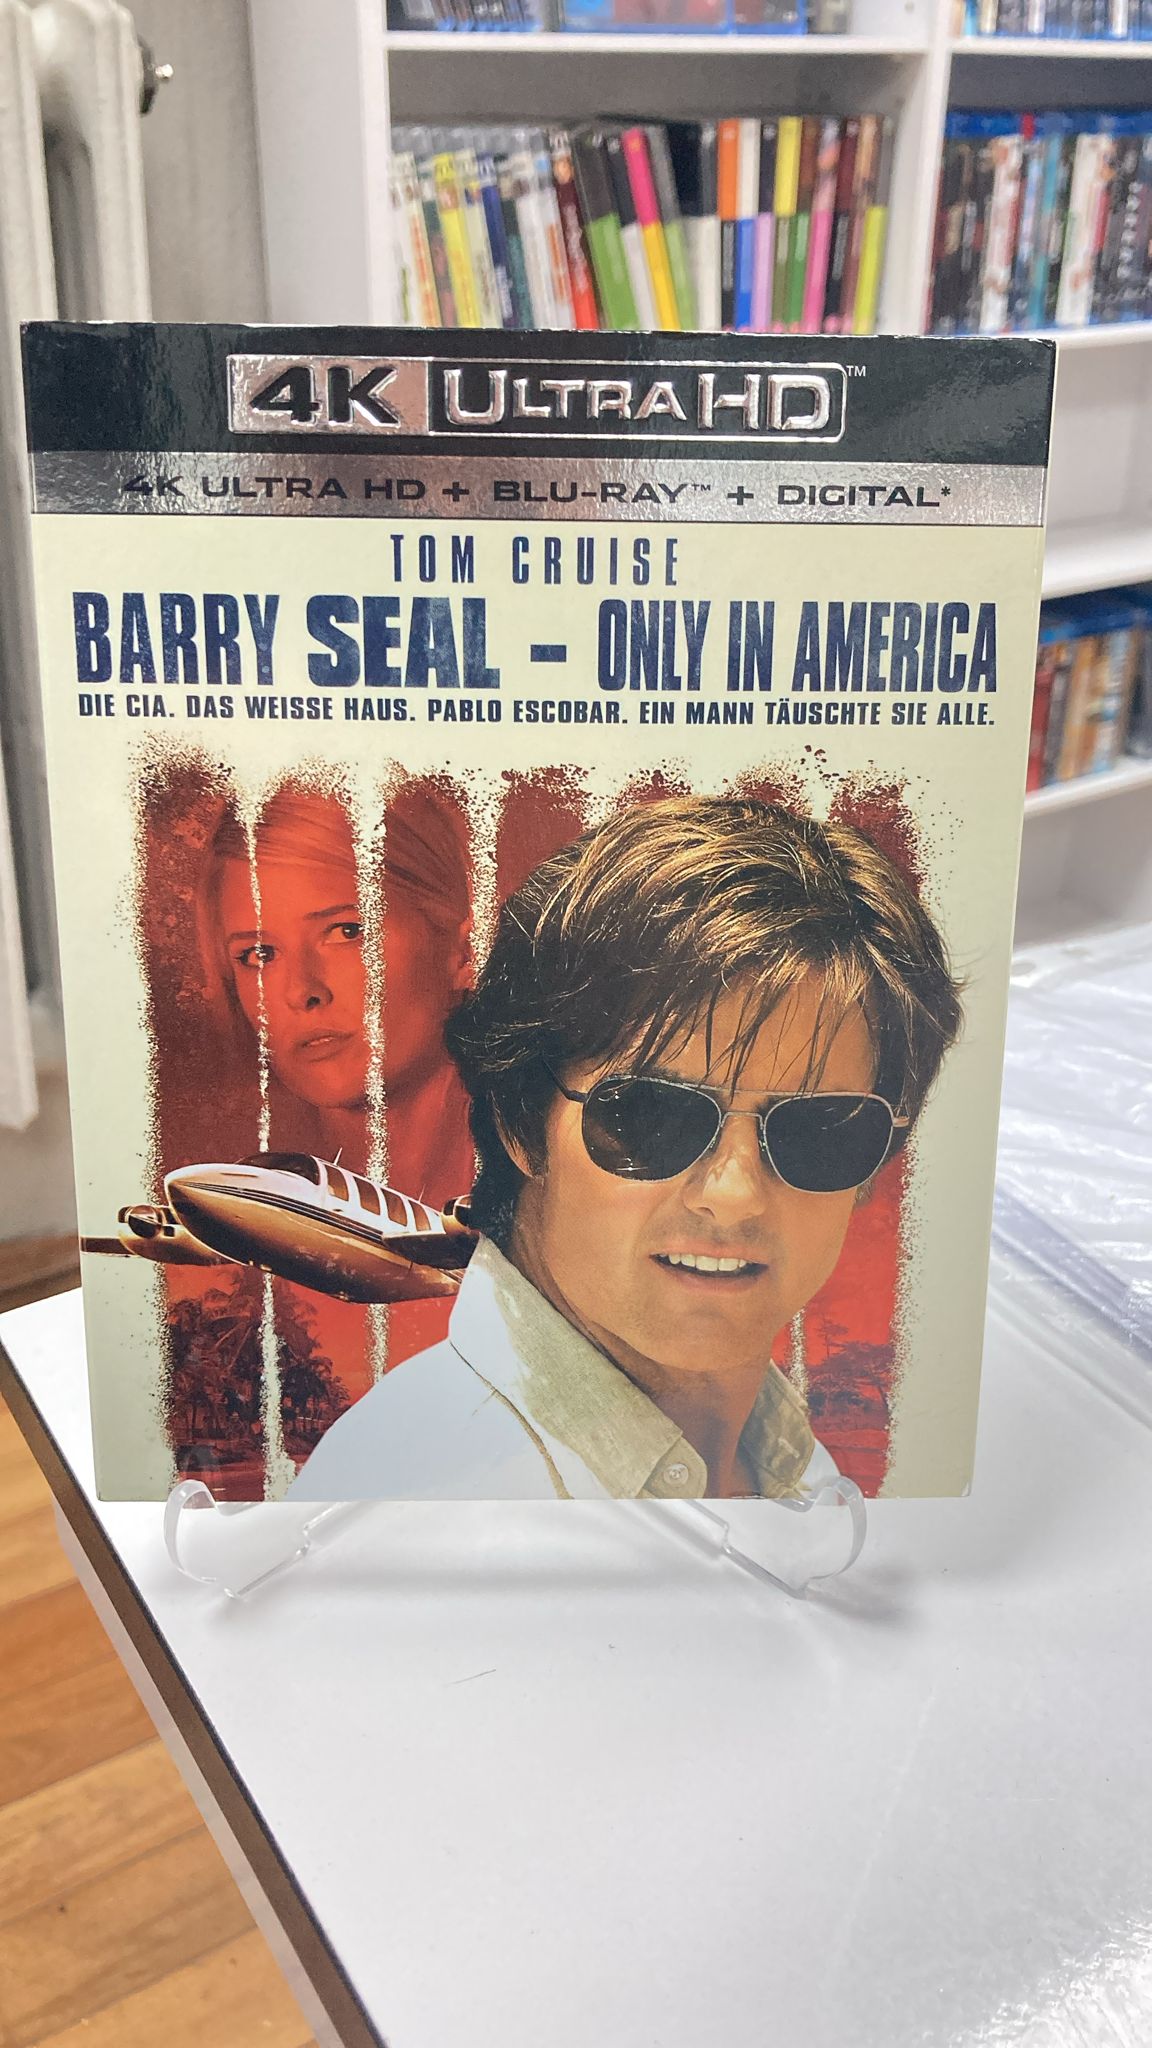 4K ULTRA HD™
4K ULTRA HD + BLU-RAY™ + DIGITAL*
TOM CRUISE
BARRY SEAL - ONLY IN AMERICA
DIE CIA. DAS WEISSE HAUS. PABLO ESCOBAR. EIN MANN TÄUSCHTE SIE ALLE.